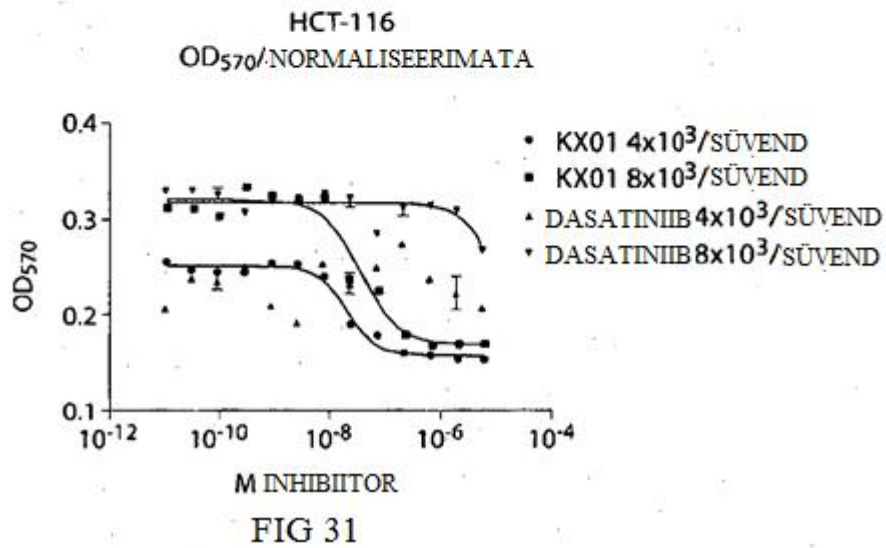 HCT-116
OD570/NORMALISEERIMATA
0.4
0.3
0.2
0.1
OD570
10-12
10-10
10-8
10-6
10-4
M INHIBIITOR
KX01 4x103/SÜVEND
KX01 8x103/SÜVEND
DASATINIIB 4x103/SÜVEND
DASATINIIB 8x103/SÜVEND
FIG 31